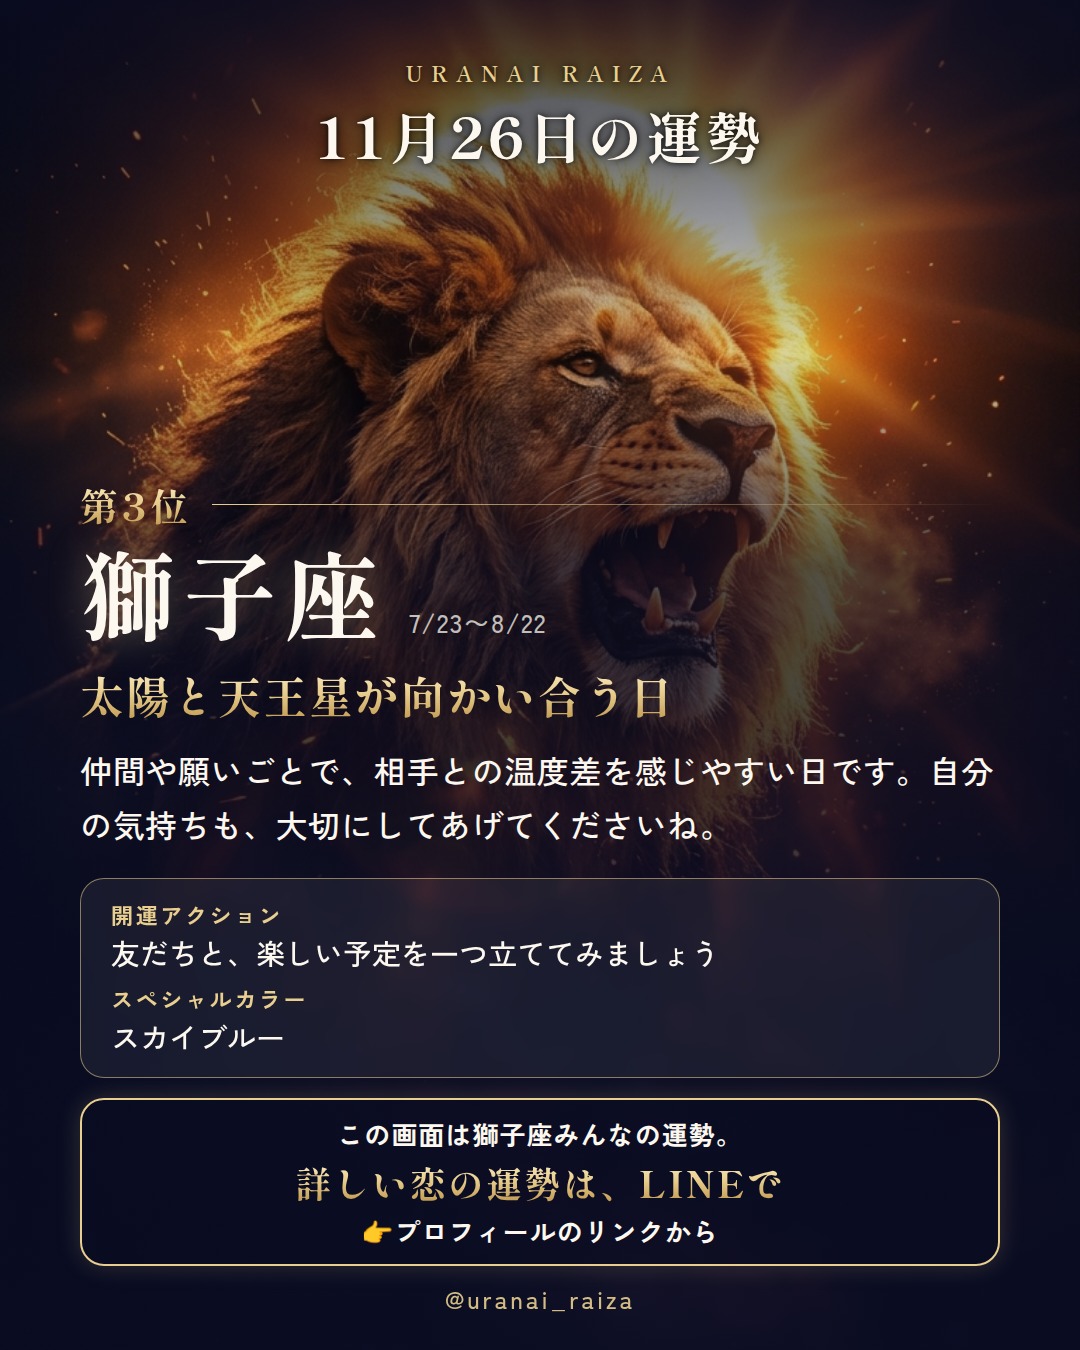 URANAI RAIZA
11月26日の運勢
第3位
獅子座 7/23〜8/22
太陽と天王星が向かい合う日
仲間や願いごとで、相手との温度差を感じやすい日です。自分
の気持ちも、大切にしてあげてくださいね。
開運アクション
友だちと、楽しい予定を一つ立ててみましょう
スペシャルカラー
スカイブルー
この画面は獅子座みんなの運勢。
詳しい恋の運勢は、LINEで
👉プロフィールのリンクから
@uranai_raiza